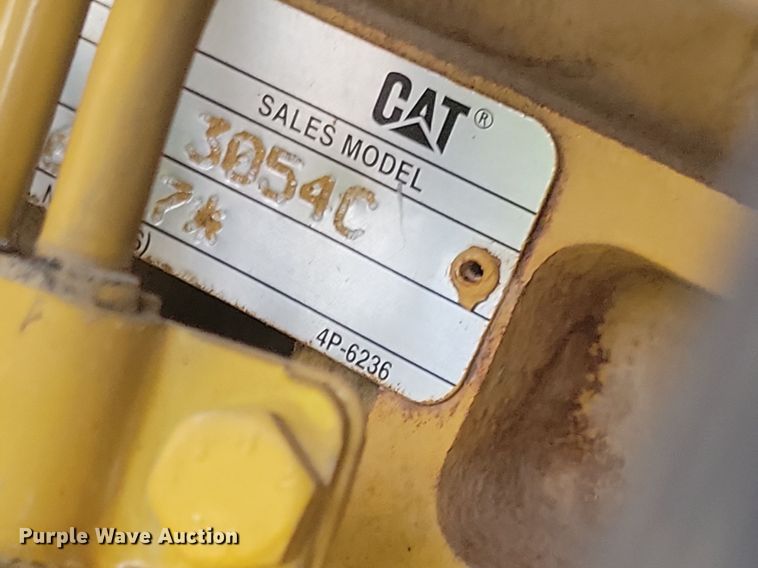 CAT®
SALES MODEL
3054C
7*
S)
4P-6236
Purple Wave Auction